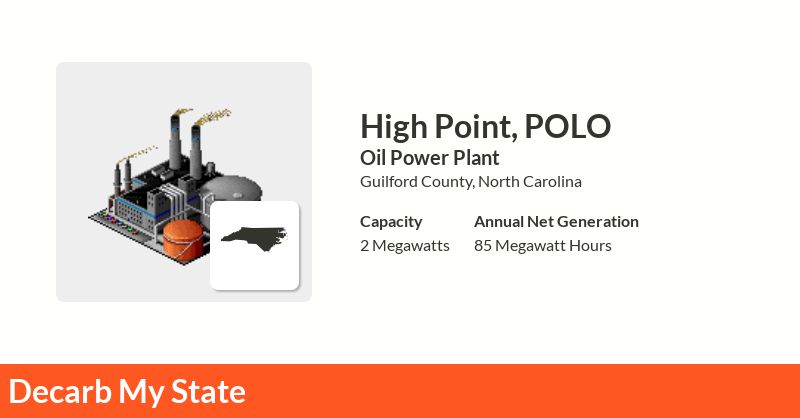 High Point, POLO
Oil Power Plant
Guilford County, North Carolina
Capacity
2 Megawatts
Annual Net Generation
85 Megawatt Hours
Decarb My State